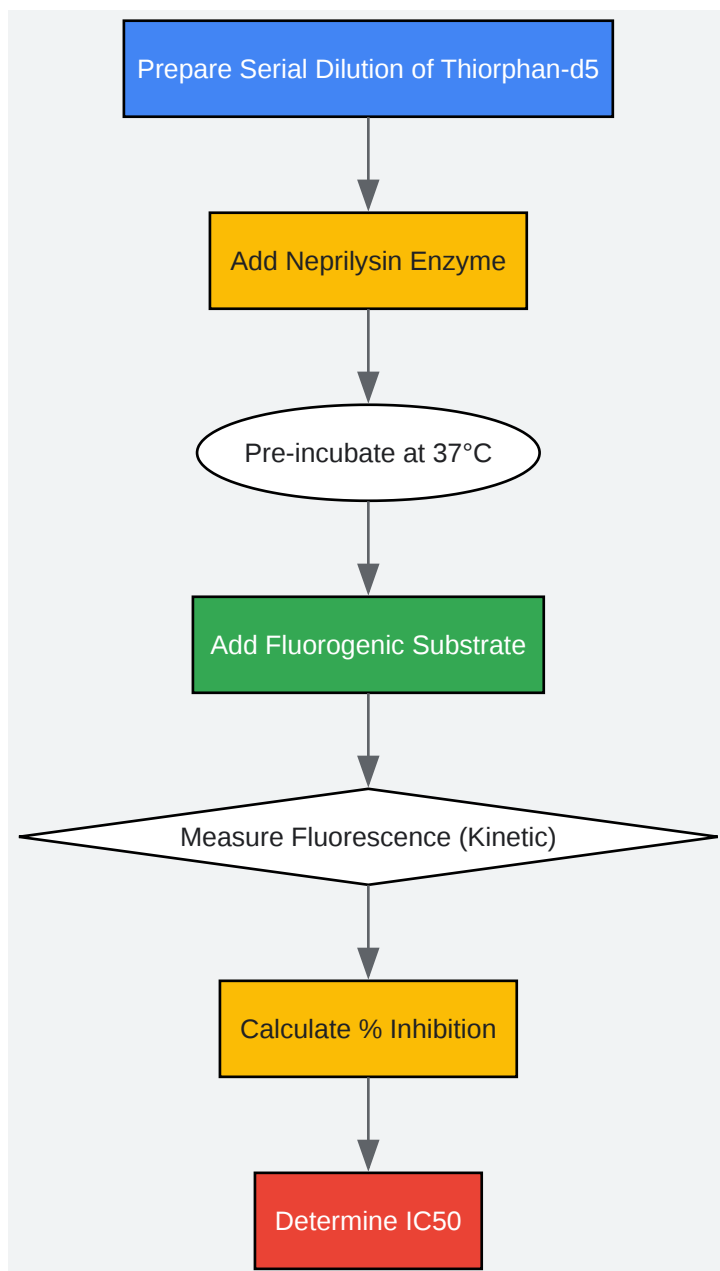 Prepare Serial Dilution of Thiorphan-d5
Add Neprilysin Enzyme
Pre-incubate at 37°C
Add Fluorogenic Substrate
Measure Fluorescence (Kinetic)
Calculate % Inhibition
Determine IC50